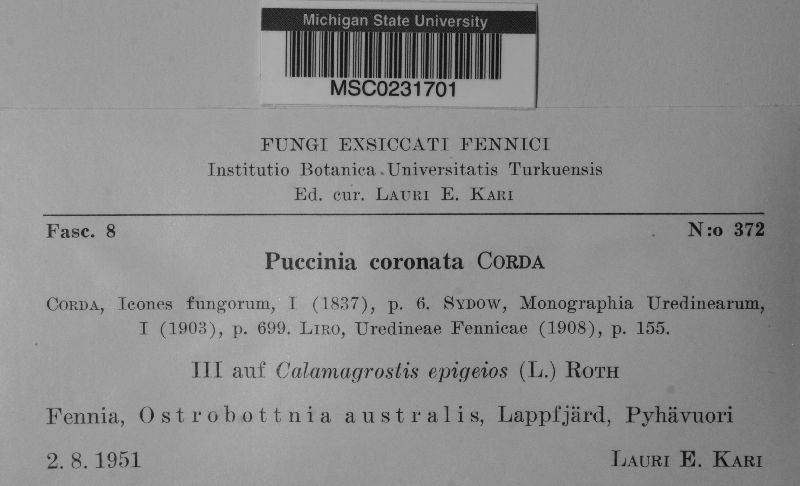 Michigan State University
MSC0231701
FUNGI EXSICCATI FENNICI
Institutio Botanica Universitatis Turkuensis
Ed. cur. LAURI E. KARI
Fasc. 8 N:o 372
Puccinia coronata CORDA
CORDA, Icones fungorum, I (1837), p. 6. SYDOW, Monographia Uredinearum,
I (1903), p. 699. LIRO, Uredineae Fennicae (1908), p. 155.
III auf Calamagrostis epigeios (L.) ROTH
Fennia, Ostrobottnia australis, Lappfjärd, Pyhävuori
2. 8. 1951 LAURI E. KARI